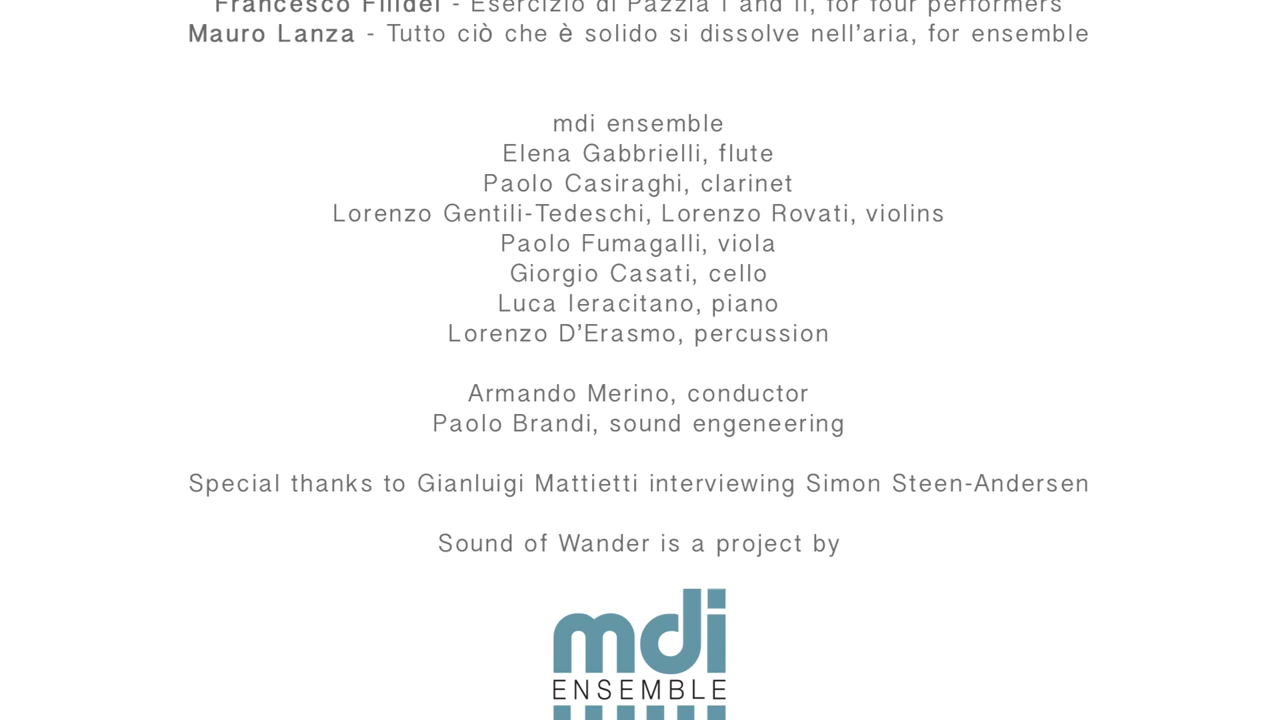 Francesco Filidei - Esercizio di Pazzia I and II, for four performers
Mauro Lanza - Tutto ciò che è solido si dissolve nell’aria, for ensemble
mdi ensemble
Elena Gabbrielli, flute
Paolo Casiraghi, clarinet
Lorenzo Gentili-Tedeschi, Lorenzo Rovati, violins
Paolo Fumagalli, viola
Giorgio Casati, cello
Luca Ieracitano, piano
Lorenzo D’Erasmo, percussion
Armando Merino, conductor
Paolo Brandi, sound engeneering
Special thanks to Gianluigi Mattietti interviewing Simon Steen-Andersen
Sound of Wander is a project by
mdi
ENSEMBLE